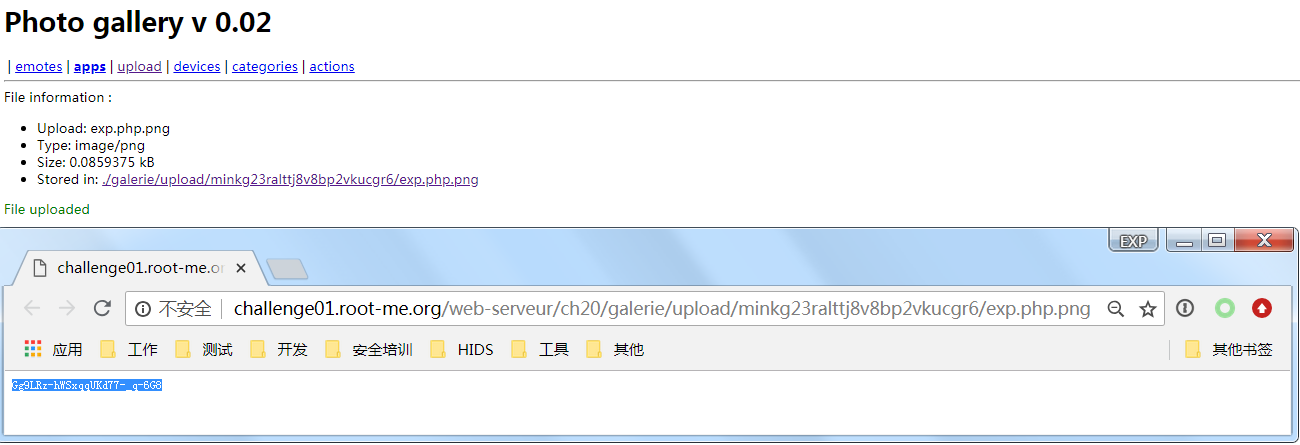 Photo gallery v 0.02
| emotes | apps | upload | devices | categories | actions
File information :
Upload: exp.php.png
Type: image/png
Size: 0.0859375 kB
Stored in: ./galerie/upload/minkg23ralttj8v8bp2vkucgr6/exp.php.png
File uploaded
EXP
challenge01.root-me.or
不安全 challenge01.root-me.org/web-serveur/ch20/galerie/upload/minkg23ralttj8v8bp2vkucgr6/exp.php.png
应用 工作 测试 开发 安全培训 HIDS 工具 其他 其他书签
Gg9LRz-hWSxqqUKd77-_q-6G8